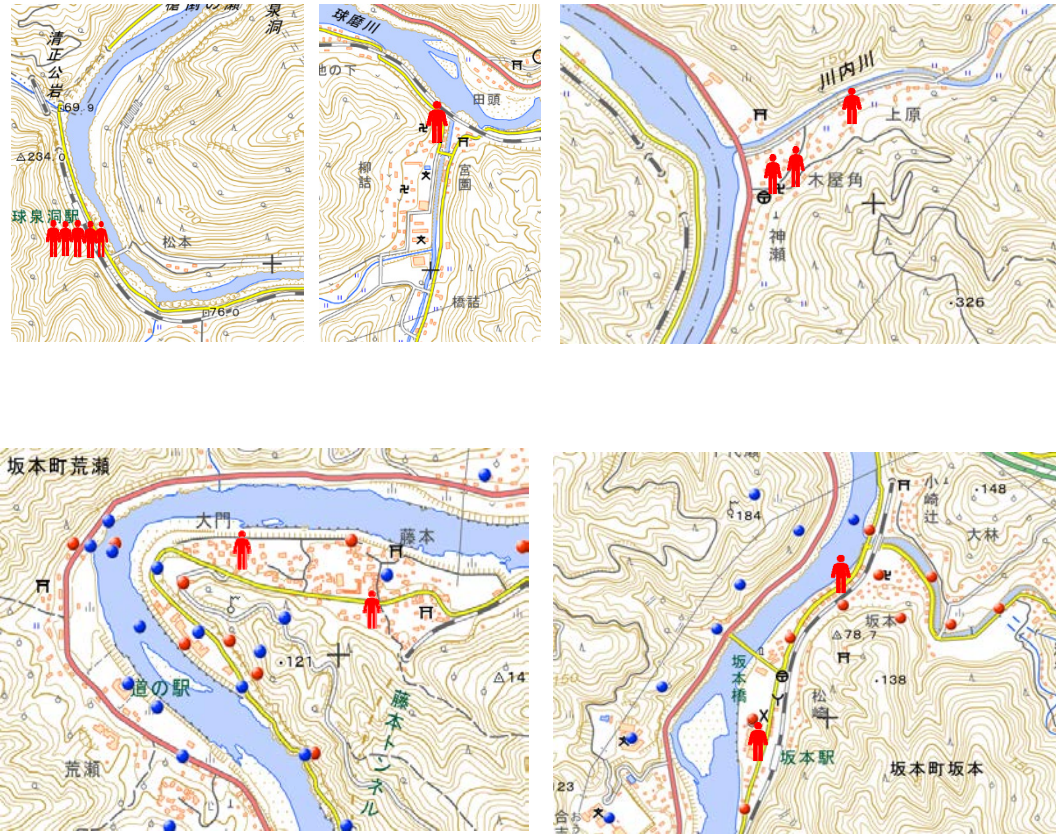 清正公岩
泉洞
69.9
234.0
球泉洞駅
松本
76.0
球磨川
地の下
田頭
柳詰
宮園
橋詰
川内川
上原
木屋角
神瀬
326
坂本町荒瀬
大門
藤本
121
道の駅
藤本トンネル
荒瀬
184
小崎辻
148
大林
坂本
78.7
坂本橋
138
松崎
坂本駅
坂本町坂本